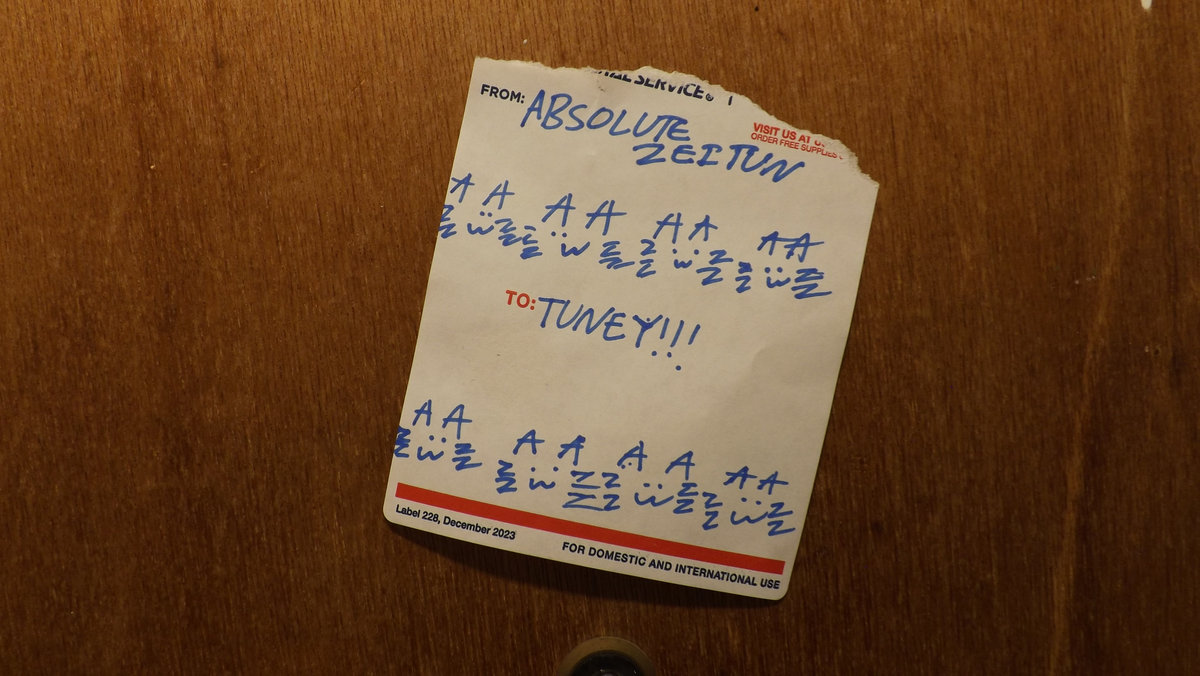 SERVICE®
FROM: ABSOLUTE
ZEITUN
VISIT US AT
ORDER FREE SUPPLIES
A A A A A A A A
TO: TUNEY!!!
A A A A A A A A
Label 228, December 2023
FOR DOMESTIC AND INTERNATIONAL USE